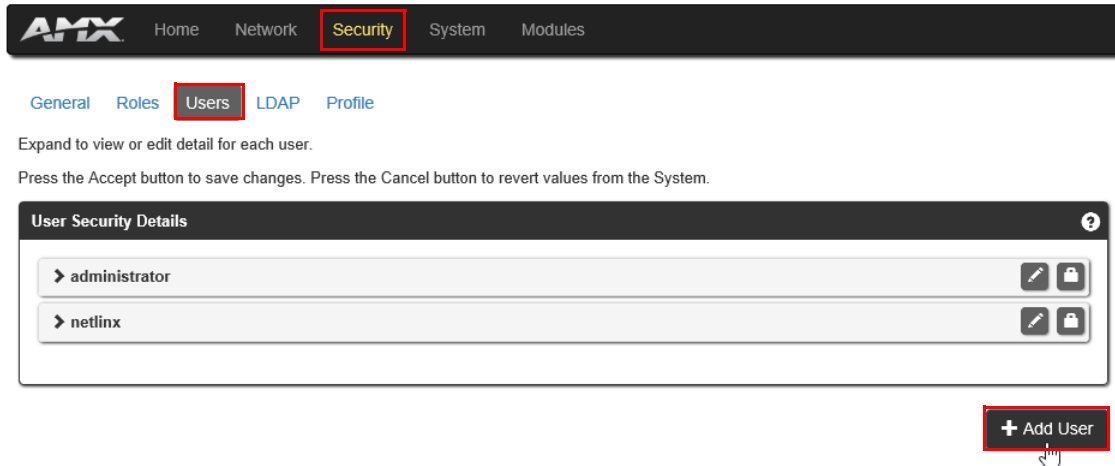 AMX Home Network Security System Modules
General Roles Users LDAP Profile
Expand to view or edit detail for each user.
Press the Accept button to save changes. Press the Cancel button to revert values from the System.
User Security Details ?
administrator
netlinx
+ Add User